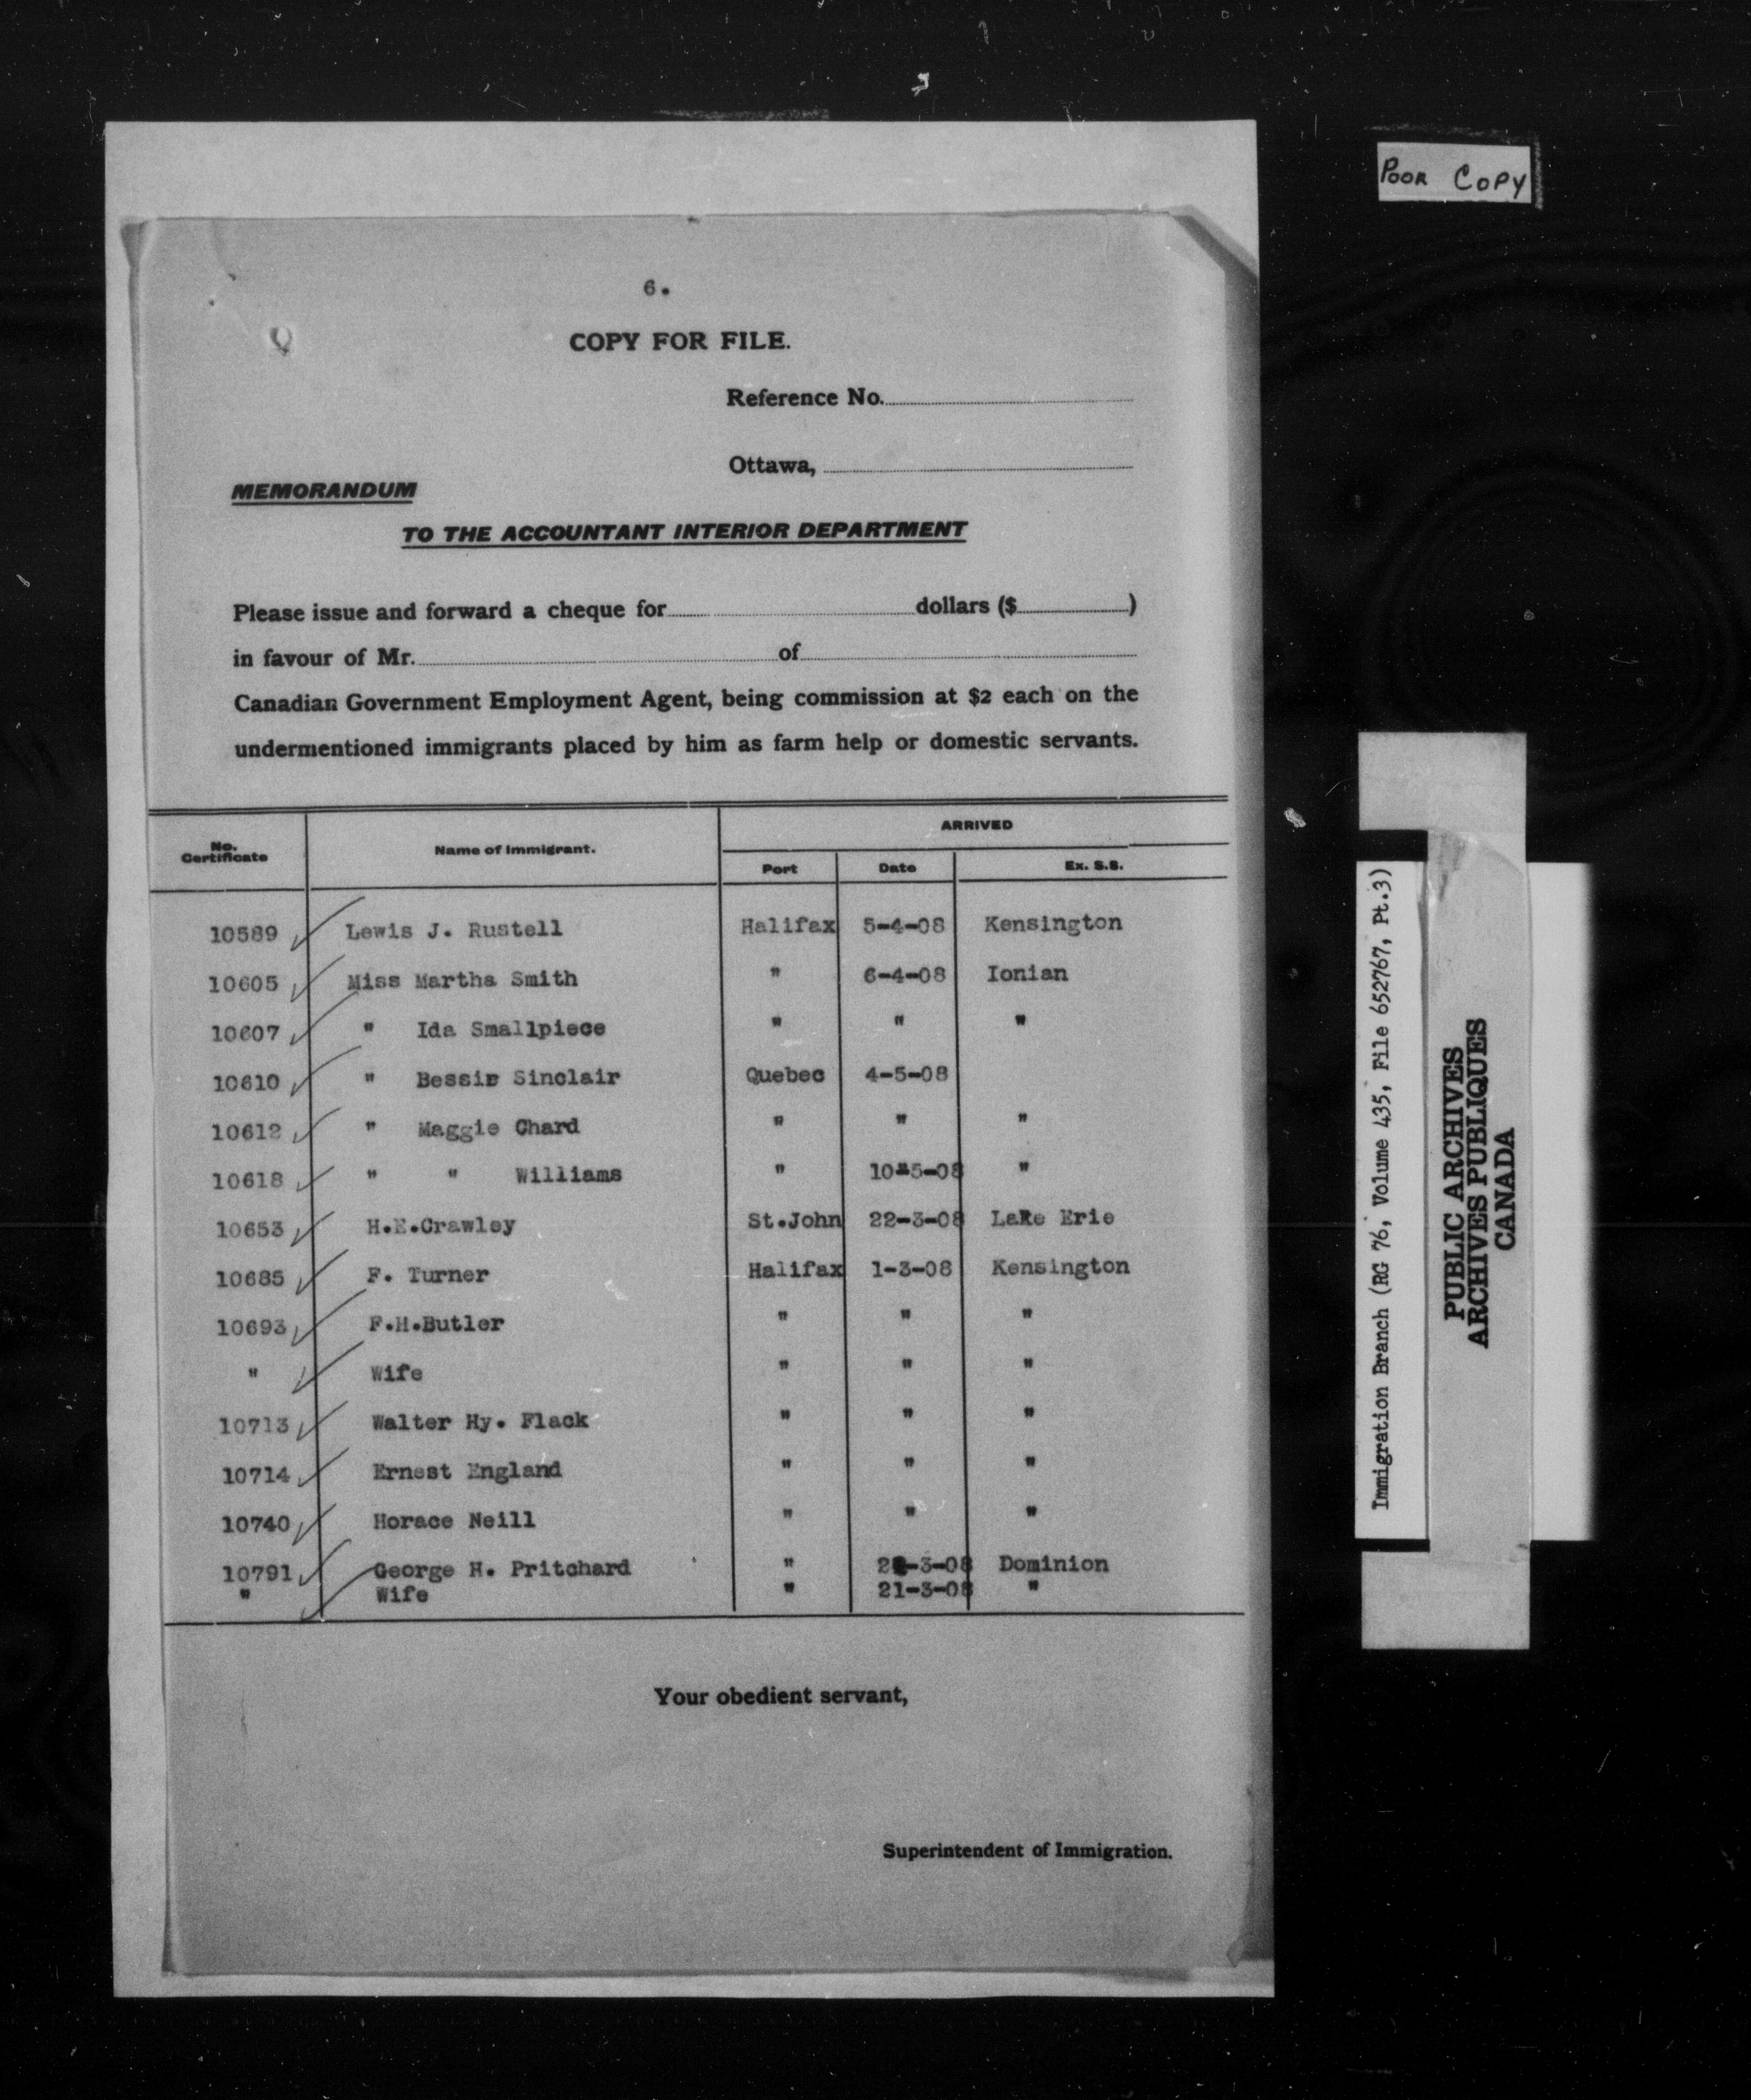 POOR COPY
6.
COPY FOR FILE.
Reference No.
Ottawa,
MEMORANDUM
TO THE ACCOUNTANT INTERIOR DEPARTMENT
Please issue and forward a cheque for dollars ($ )
in favour of Mr. of
Canadian Government Employment Agent, being commission at $2 each on the
undermentioned immigrants placed by him as farm help or domestic servants.
No. Certificate Name of Immigrant. ARRIVED
Port Date Ex. S.S.
10589 Lewis J. Rustell Halifax 5-4-08 Kensington
10605 Miss Martha Smith " 6-4-08 Ionian
10607 " Ida Smallpiece " " "
10610 " Bessie Sinclair Quebec 4-5-08
10612 " Maggie Chard " " "
10618 " " Williams " 10-5-08 "
10653 H.E.Crawley St.John 22-3-08 Lake Erie
10685 F. Turner Halifax 1-3-08 Kensington
10693 F.H.Butler " " "
" Wife " " "
10713 Walter Hy. Flack " " "
10714 Ernest England " " "
10740 Horace Neill " " "
10791 George H. Pritchard " Dominion
" Wife " 21-3-08 "
Your obedient servant,
Superintendent of Immigration.
Immigration Branch (RG 76, Volume 435, File 652767, Pt.3)
PUBLIC ARCHIVES
ARCHIVES PUBLIQUES
CANADA